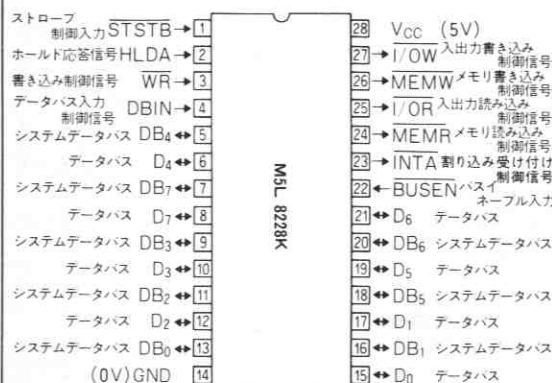 ストローブ
制御入力 STSTB → 1
ホールド応答信号 HLDA → 2
書き込み制御信号 WR → 3
データバス入力
制御信号 DBIN → 4
システムデータバス DB4 ↔ 5
データバス D4 ↔ 6
システムデータバス DB7 ↔ 7
データバス D7 ↔ 8
システムデータバス DB3 ↔ 9
データバス D3 ↔ 10
システムデータバス DB2 ↔ 11
データバス D2 ↔ 12
システムデータバス DB0 ↔ 13
(0V) GND 14
M5L 8228K
28 VCC (5V)
27 → I/OW 入出力書き込み
制御信号
26 → MEMW メモリ書き込み
制御信号
25 → I/OR 入出力読み込み
制御信号
24 → MEMR メモリ読み込み
制御信号
23 → INTA 割り込み受け付け
制御信号
22 ← BUSEN バスイ
ネーブル入力
21 ↔ D6 データバス
20 ↔ DB6 システムデータバス
19 ↔ D5 データバス
18 ↔ DB5 システムデータバス
17 ↔ D1 データバス
16 ↔ DB1 システムデータバス
15 ↔ D0 データバス